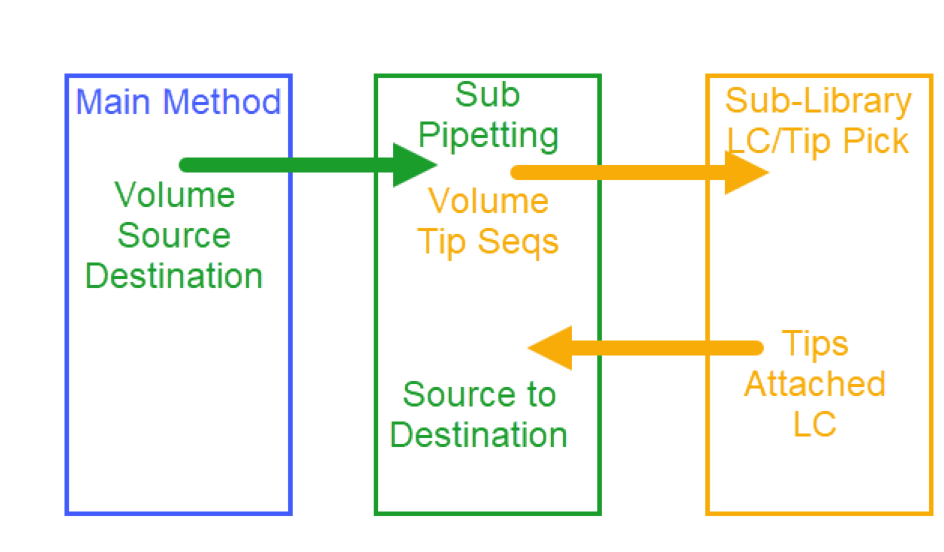 Main Method
Volume
Source
Destination
Sub
Pipetting
Volume
Tip Seqs
Source to
Destination
Sub-Library
LC/Tip Pick
Tips
Attached
LC